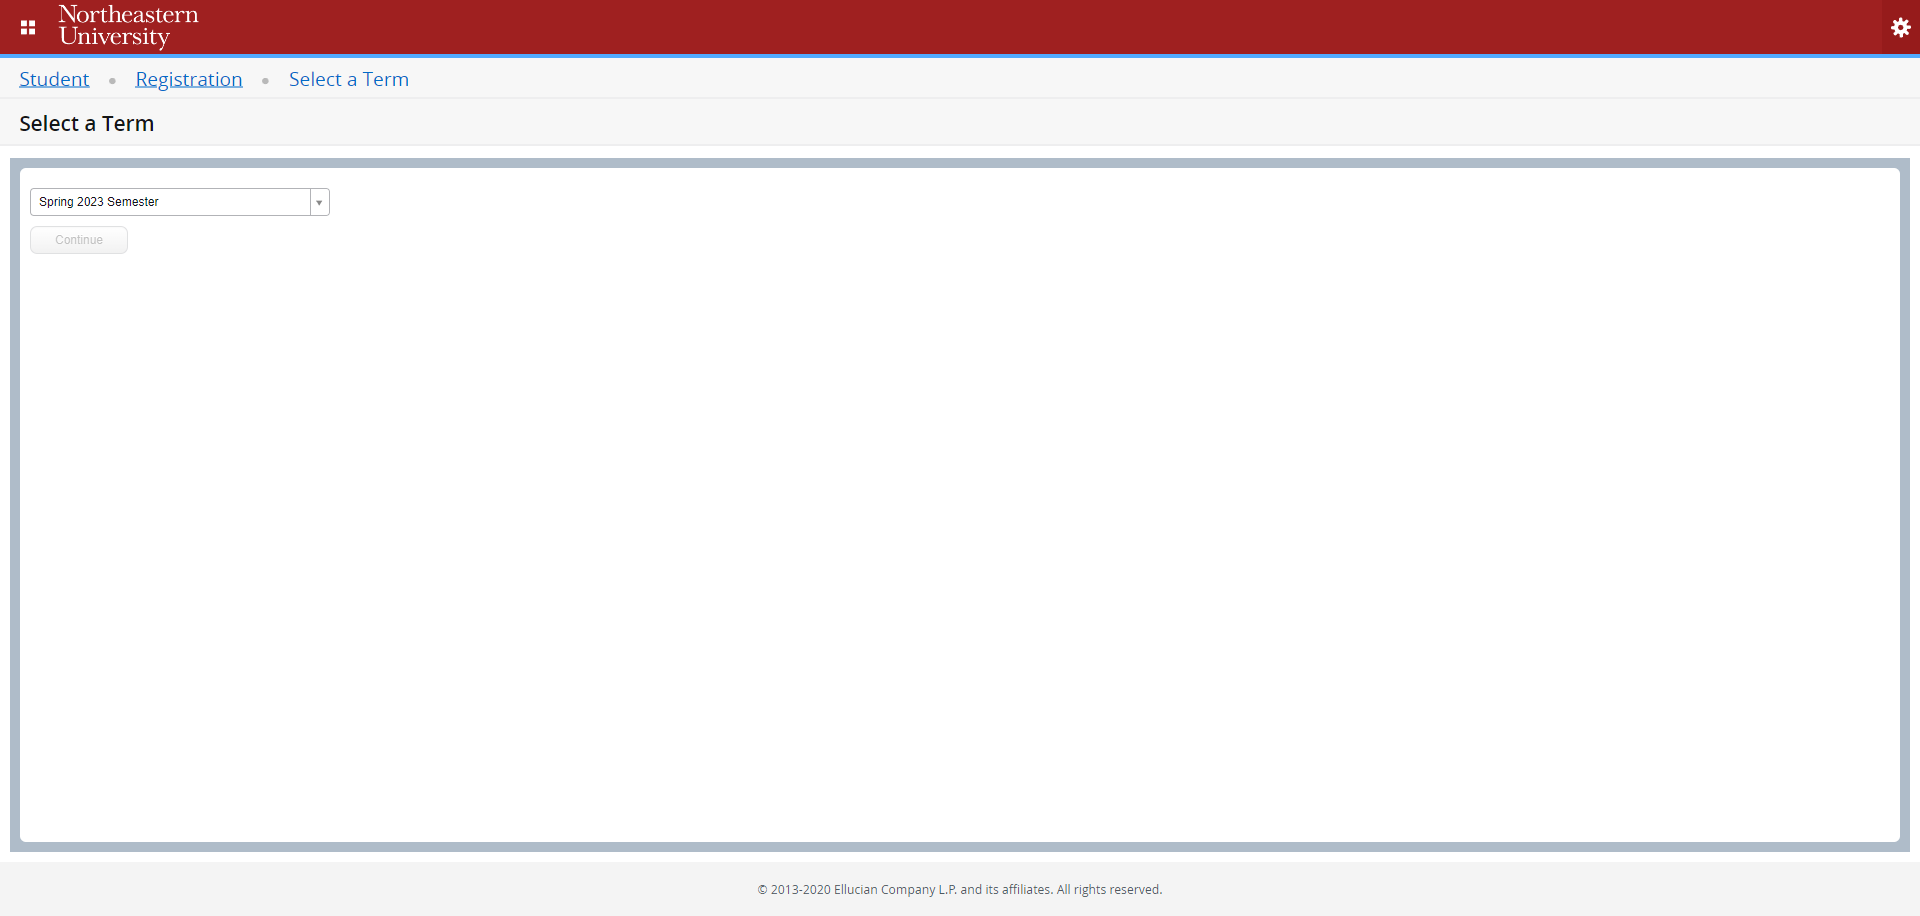 Northeastern
University
Student • Registration • Select a Term
Select a Term
Spring 2023 Semester
Continue
© 2013-2020 Ellucian Company L.P. and its affiliates. All rights reserved.